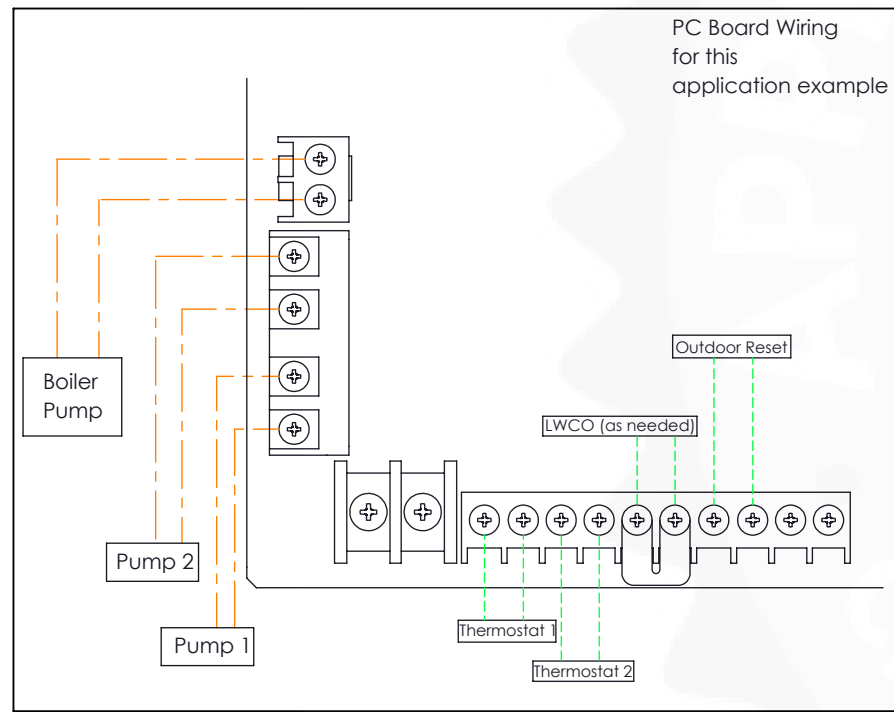 PC Board Wiring
for this
application example
Outdoor Reset
Boiler
Pump
LWCO (as needed)
Pump 2
Pump 1
Thermostat 1
Thermostat 2